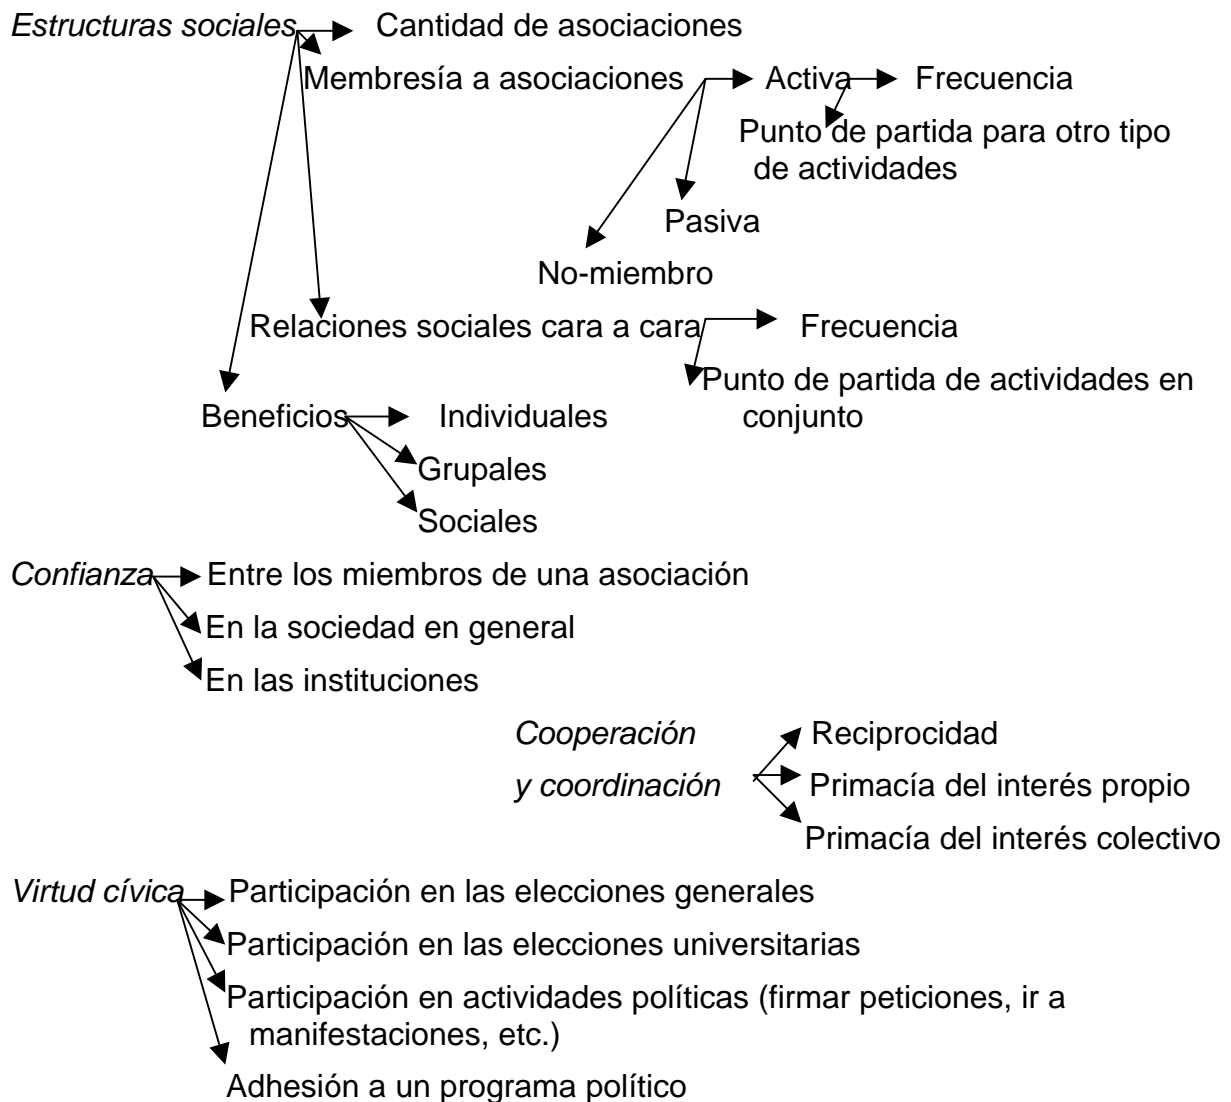 Estructuras sociales Cantidad de asociaciones
Membresía a asociaciones Activa Frecuencia
Punto de partida para otro tipo
de actividades
Pasiva
No-miembro
Relaciones sociales cara a cara Frecuencia
Punto de partida de actividades en
Beneficios Individuales conjunto
Grupales
Sociales
Confianza Entre los miembros de una asociación
En la sociedad en general
En las instituciones
Cooperación Reciprocidad
y coordinación Primacía del interés propio
Primacía del interés colectivo
Virtud cívica Participación en las elecciones generales
Participación en las elecciones universitarias
Participación en actividades políticas (firmar peticiones, ir a
manifestaciones, etc.)
Adhesión a un programa político